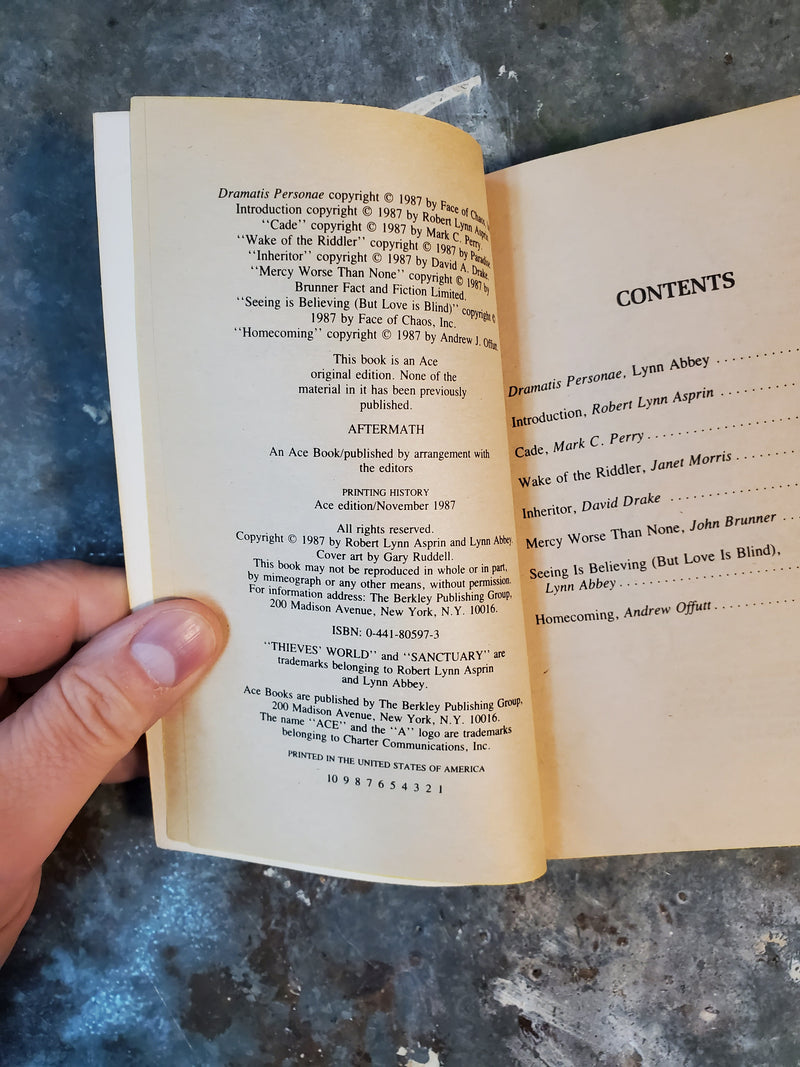 Dramatis Personae copyright © 1987 by Face of Chaos,
Introduction copyright © 1987 by Robert Lynn Asprin
“Cade” copyright © 1987 by Mark C. Perry.
“Wake of the Riddler” copyright © 1987 by Paradise
“Inheritor” copyright © 1987 by David A. Drake.
“Mercy Worse Than None” copyright © 1987 by
Brunner Fact and Fiction Limited.
“Seeing is Believing (But Love is Blind)” copyright ©
1987 by Face of Chaos, Inc.
“Homecoming” copyright © 1987 by Andrew J. Offutt.
This book is an Ace
original edition. None of the
material in it has been previously
published.
AFTERMATH
An Ace Book/published by arrangement with
the editors
PRINTING HISTORY
Ace edition/November 1987
All rights reserved.
Copyright © 1987 by Robert Lynn Asprin and Lynn Abbey.
Cover art by Gary Ruddell.
This book may not be reproduced in whole or in part,
by mimeograph or any other means, without permission.
For information address: The Berkley Publishing Group,
200 Madison Avenue, New York, N.Y. 10016.
ISBN: 0-441-80597-3
“THIEVES' WORLD” and “SANCTUARY” are
trademarks belonging to Robert Lynn Asprin
and Lynn Abbey.
Ace Books are published by The Berkley Publishing Group,
200 Madison Avenue, New York, N.Y. 10016.
The name “ACE” and the “A” logo are trademarks
belonging to Charter Communications, Inc.
PRINTED IN THE UNITED STATES OF AMERICA
10 9 8 7 6 5 4 3 2 1
CONTENTS
Dramatis Personae, Lynn Abbey
Introduction, Robert Lynn Asprin
Cade, Mark C. Perry
Wake of the Riddler, Janet Morris
Inheritor, David Drake
Mercy Worse Than None, John Brunner
Seeing Is Believing (But Love Is Blind),
Lynn Abbey
Homecoming, Andrew Offutt